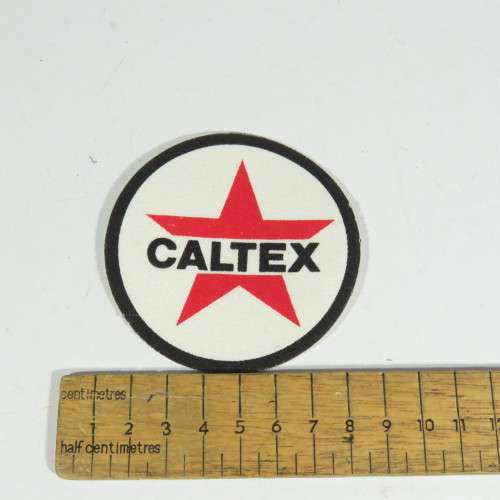 CALTEX
centimetres
1 2 3 4 5 6 7 8 9 10 11
half centimetres